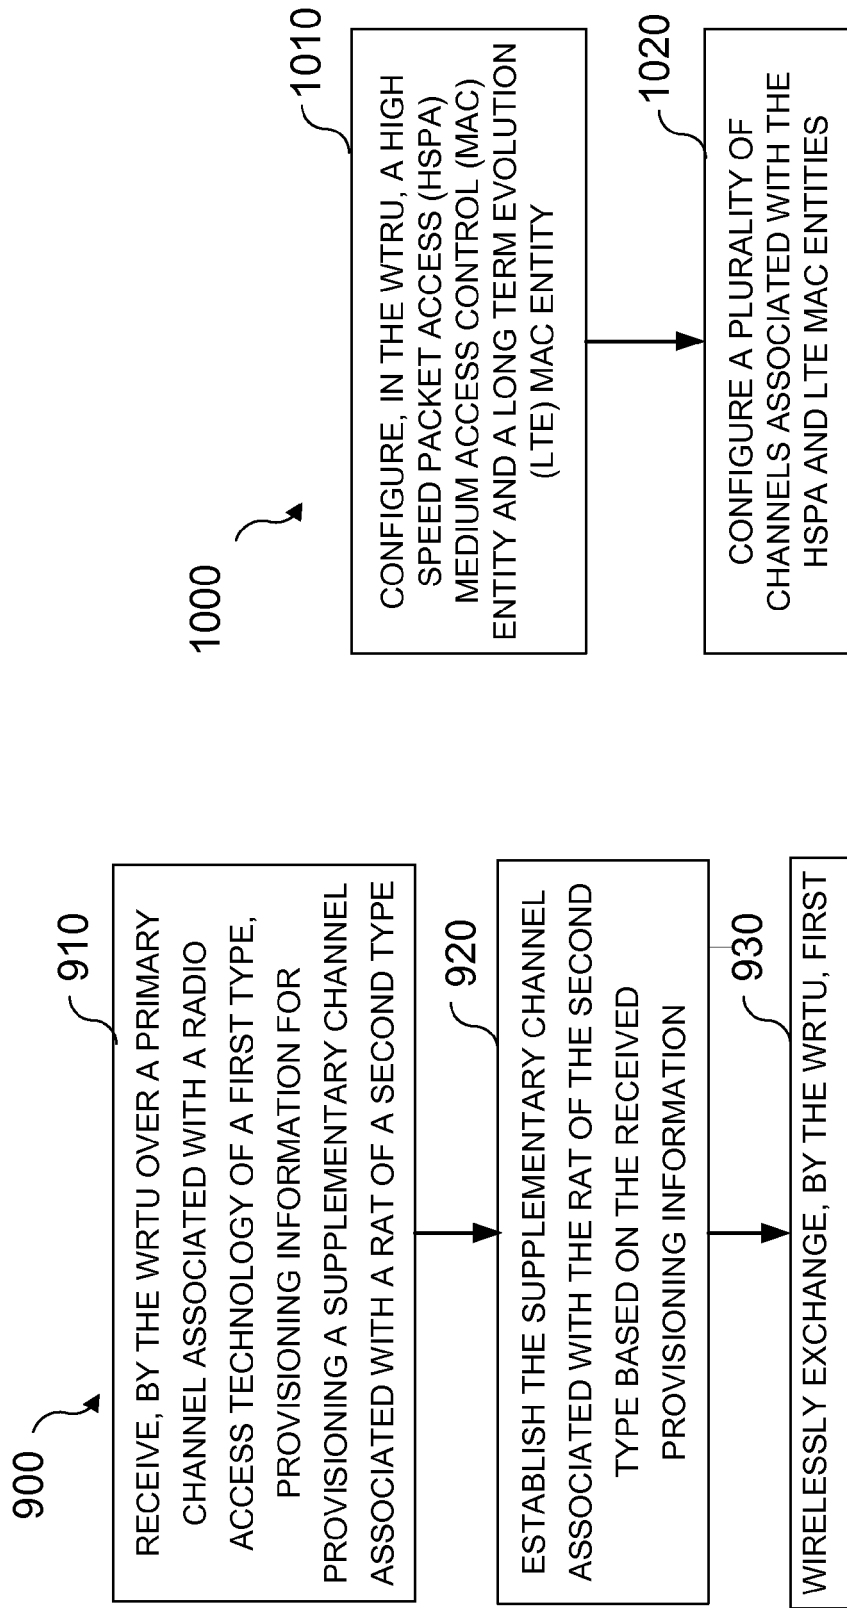 900
910
RECEIVE, BY THE WRTU OVER A PRIMARY
CHANNEL ASSOCIATED WITH A RADIO
ACCESS TECHNOLOGY OF A FIRST TYPE,
PROVISIONING INFORMATION FOR
PROVISIONING A SUPPLEMENTARY CHANNEL
ASSOCIATED WITH A RAT OF A SECOND TYPE
920
ESTABLISH THE SUPPLEMENTARY CHANNEL
ASSOCIATED WITH THE RAT OF THE SECOND
TYPE BASED ON THE RECEIVED
PROVISIONING INFORMATION
930
WIRELESSLY EXCHANGE, BY THE WRTU, FIRST
1000
1010
CONFIGURE, IN THE WTRU, A HIGH
SPEED PACKET ACCESS (HSPA)
MEDIUM ACCESS CONTROL (MAC)
ENTITY AND A LONG TERM EVOLUTION
(LTE) MAC ENTITY
1020
CONFIGURE A PLURALITY OF
CHANNELS ASSOCIATED WITH THE
HSPA AND LTE MAC ENTITIES